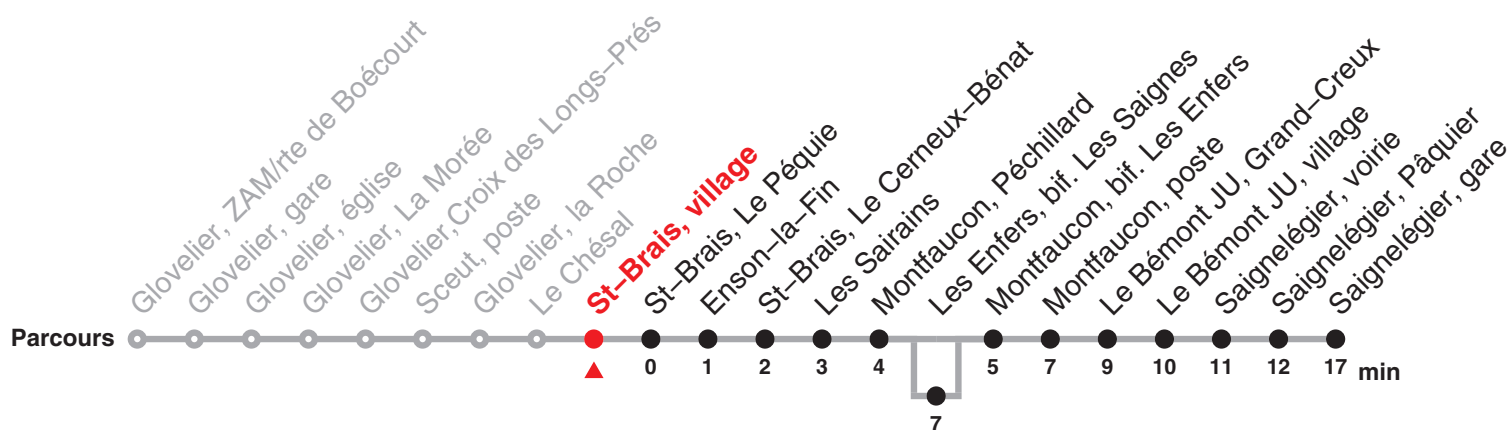 Glovelier, ZAM/rte de Boécourt
Glovelier, gare
Glovelier, église
Glovelier, La Morée
Glovelier, Croix des Longs–Prés
Sceut, poste
Glovelier, la Roche
Le Chésal
St–Brais, village
St–Brais, Le Péquie
Enson–la–Fin
St–Brais, Le Cerneux–Bénat
Les Sairains
Montfaucon, Péchillard
Les Enfers, bif. Les Saignes
Montfaucon, bif. Les Enfers
Montfaucon, poste
Le Bémont JU, Grand–Creux
Le Bémont JU, village
Saignelégier, voirie
Saignelégier, Pâquier
Saignelégier, gare
Parcours
0 1 2 3 4 5 7 9 10 11 12 17 min
7